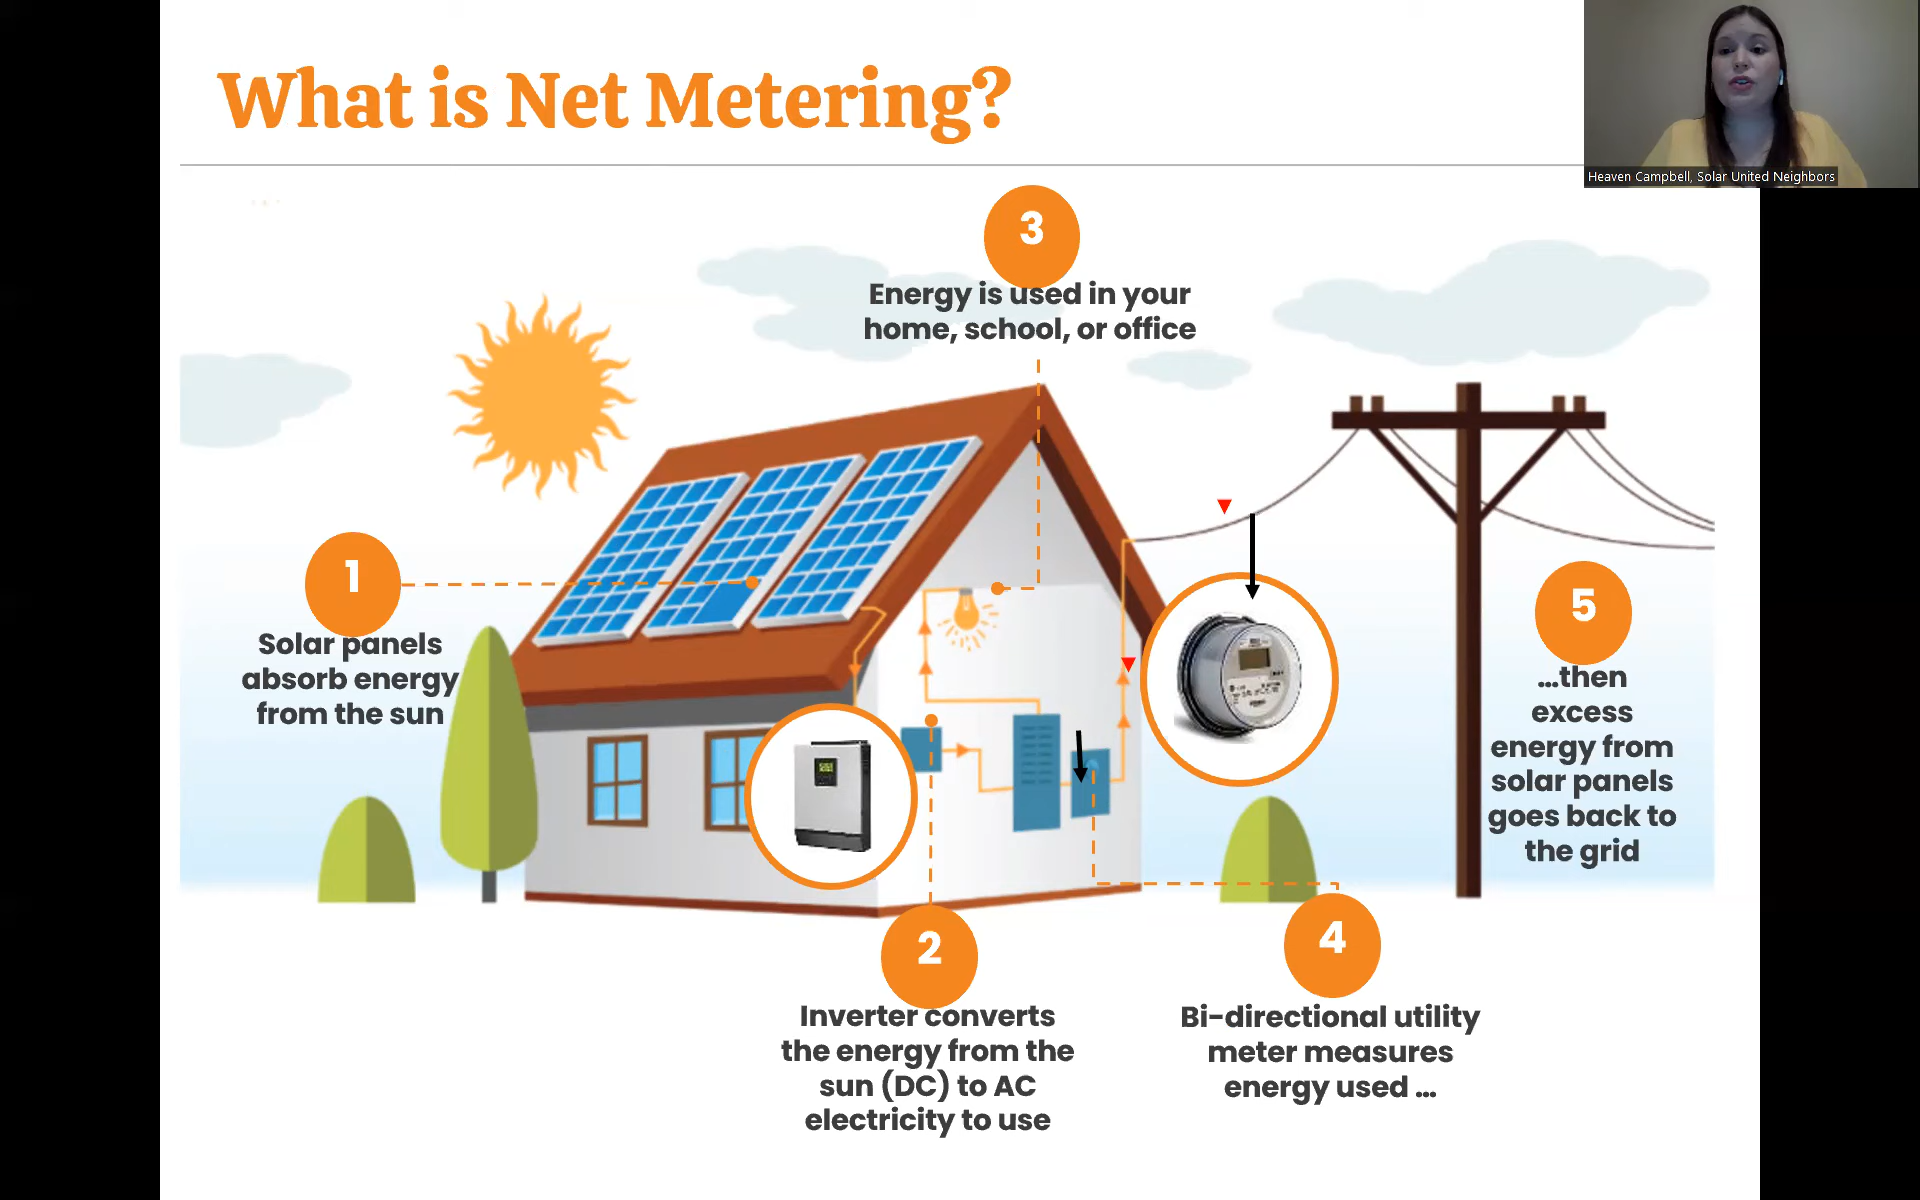 What is Net Metering?
Heaven Campbell, Solar United Neighbors
3
Energy is used in your
home, school, or office
1
Solar panels
absorb energy
from the sun
5
...then
excess
energy from
solar panels
goes back to
the grid
2
Inverter converts
the energy from the
sun (DC) to AC
electricity to use
4
Bi-directional utility
meter measures
energy used ...